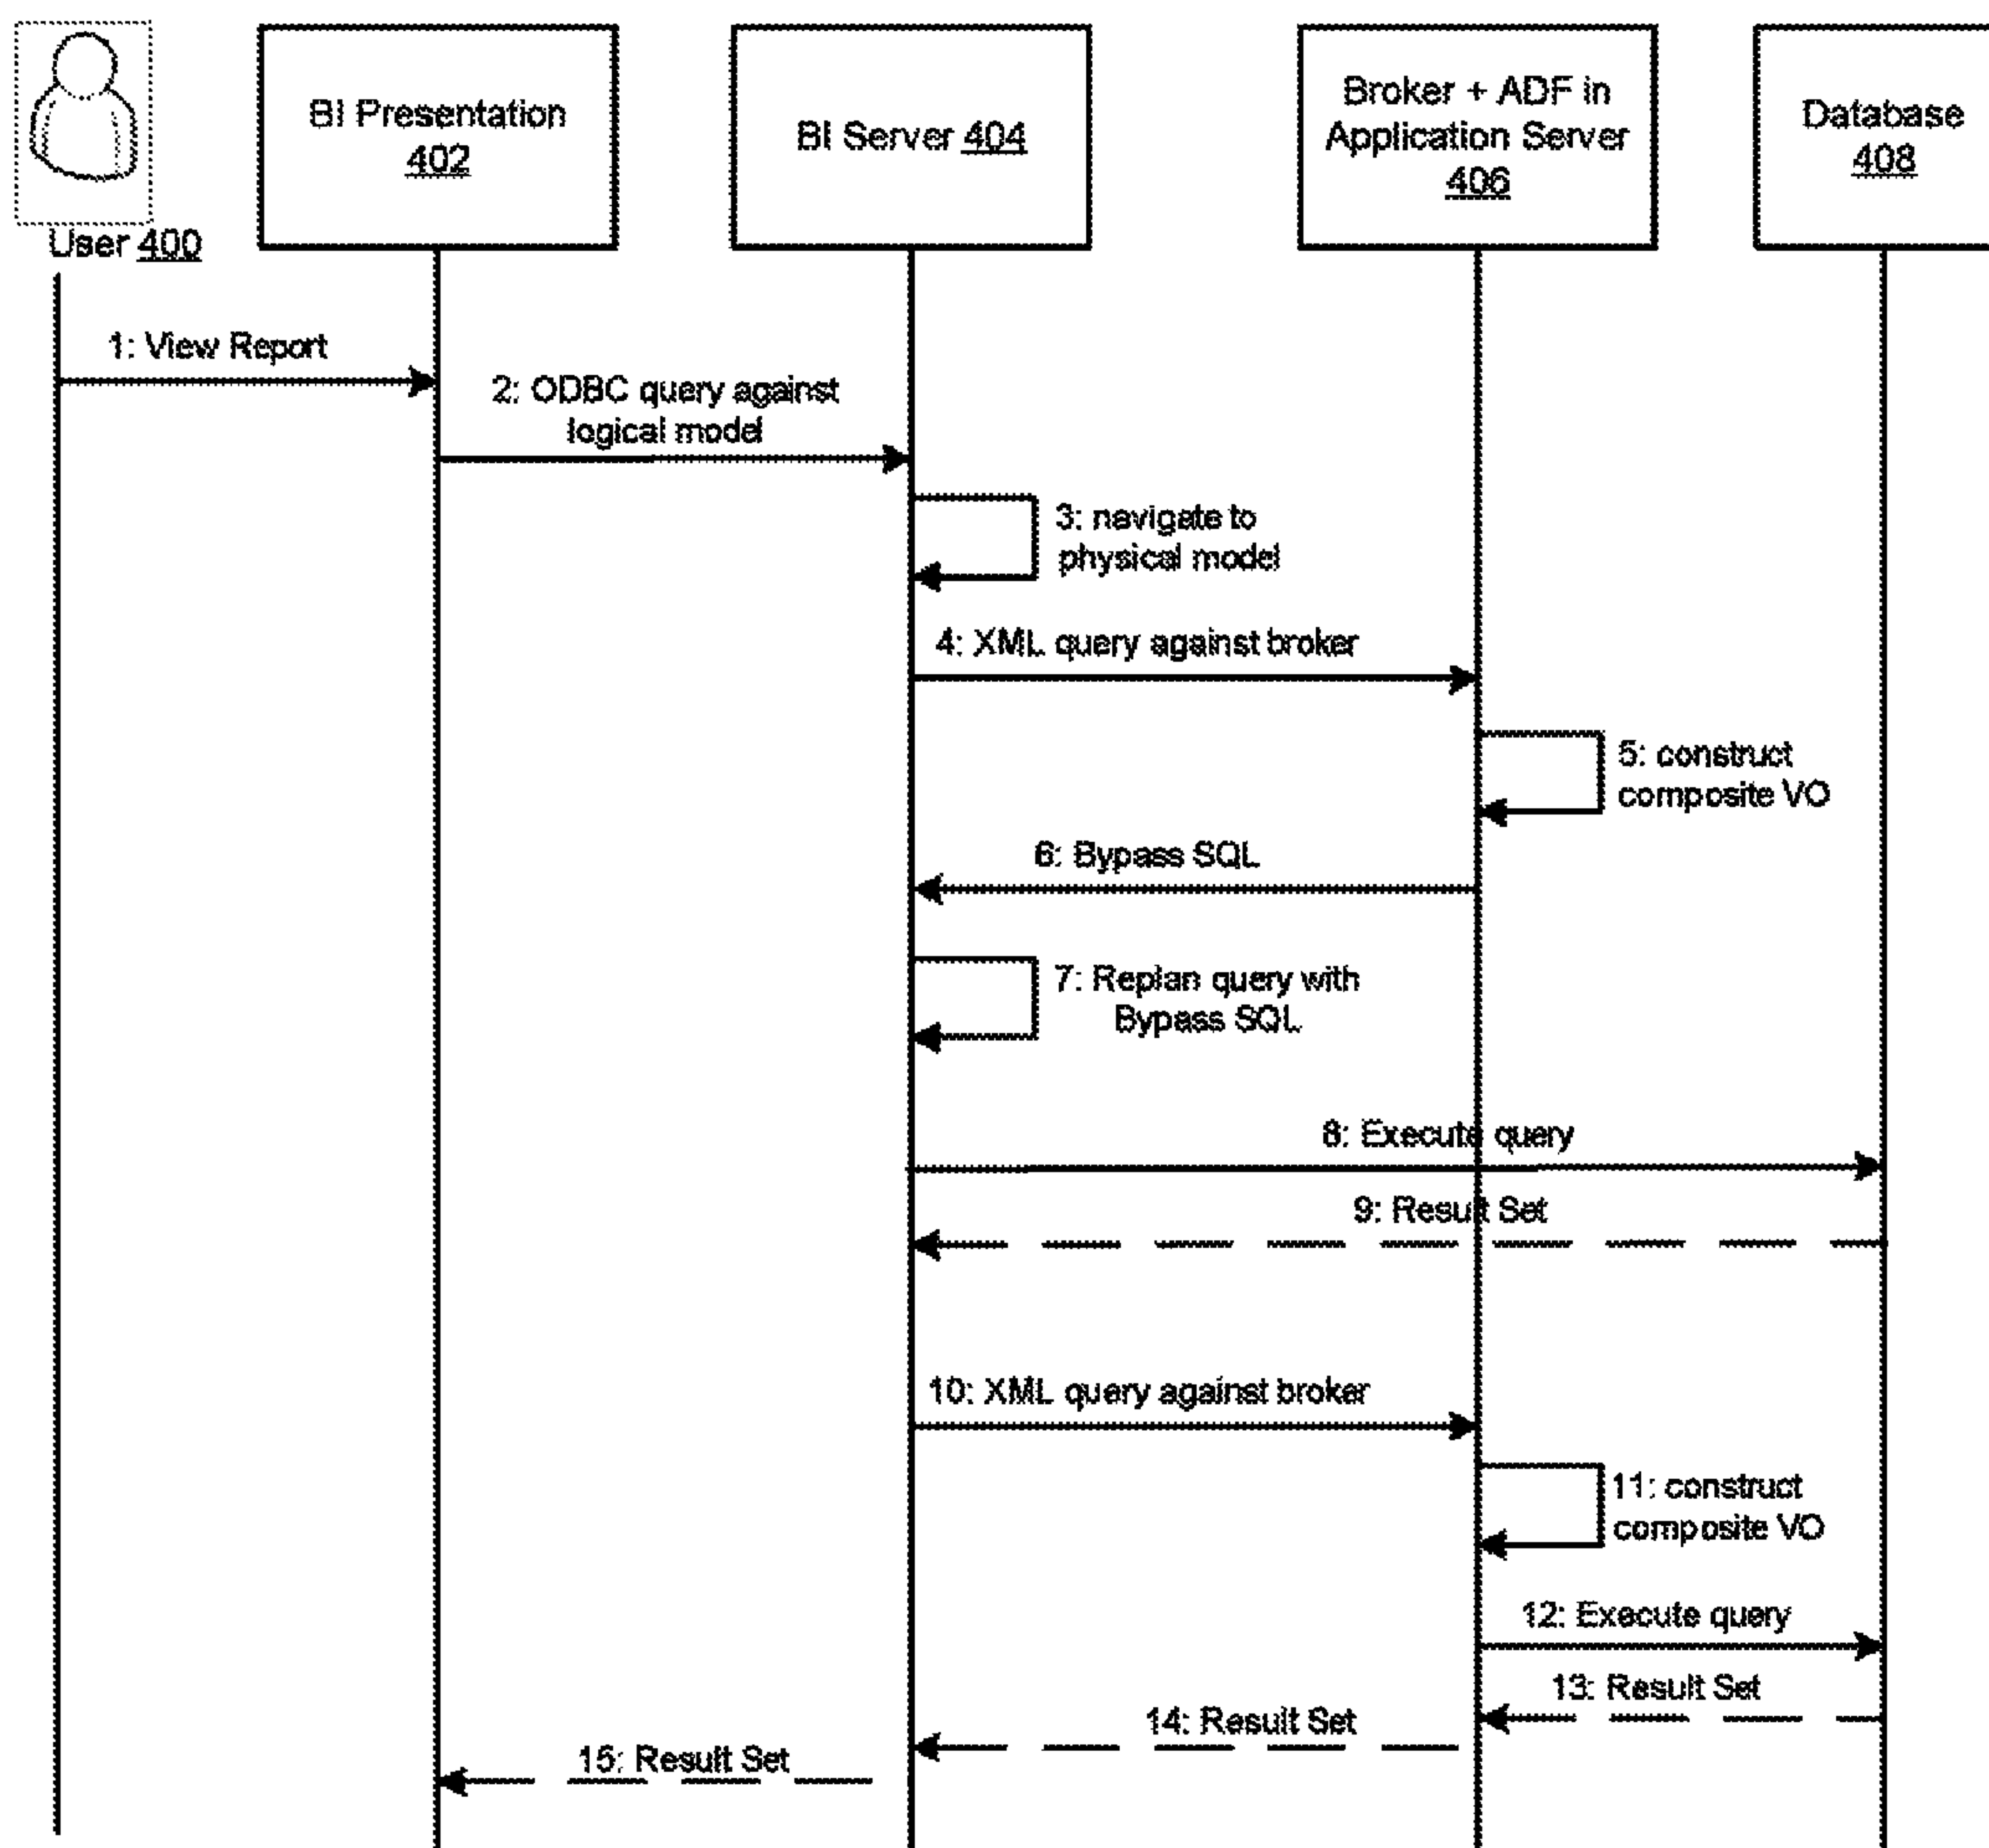 BI Presentation
402
BI Server 404
Broker + ADF in
Application Server
406
Database
408
User 400
1: View Report
2: ODBC query against
logical model
3: navigate to
physical model
4: XML query against broker
5: construct
composite VO
6: Bypass SQL
7: Replan query with
Bypass SQL
8: Execute query
9: Result Set
10: XML query against broker
11: construct
composite VO
12: Execute query
13: Result Set
14: Result Set
15: Result Set